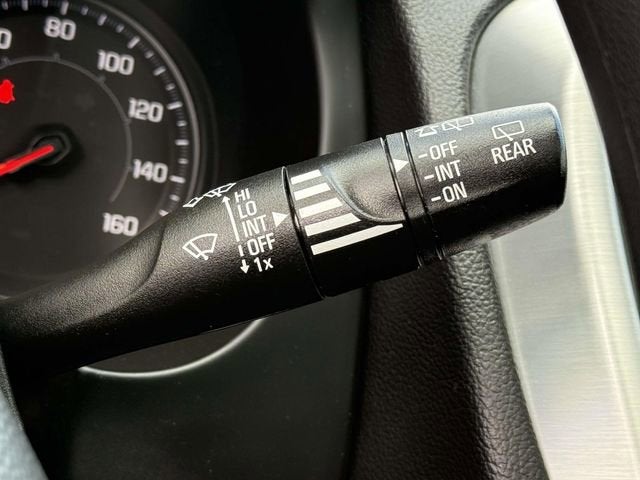 80
100
120
140
160
HI
LO
INT
OFF
1x
-OFF
-INT
-ON
REAR